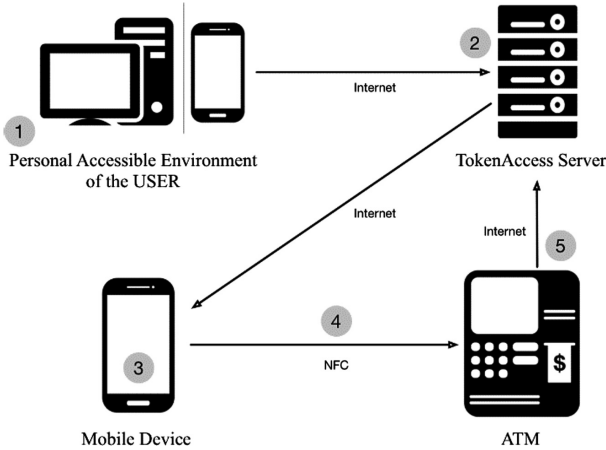 2
Internet
1
Personal Accessible Environment
of the USER
TokenAccess Server
Internet
Internet
5
4
3
NFC
$
Mobile Device
ATM